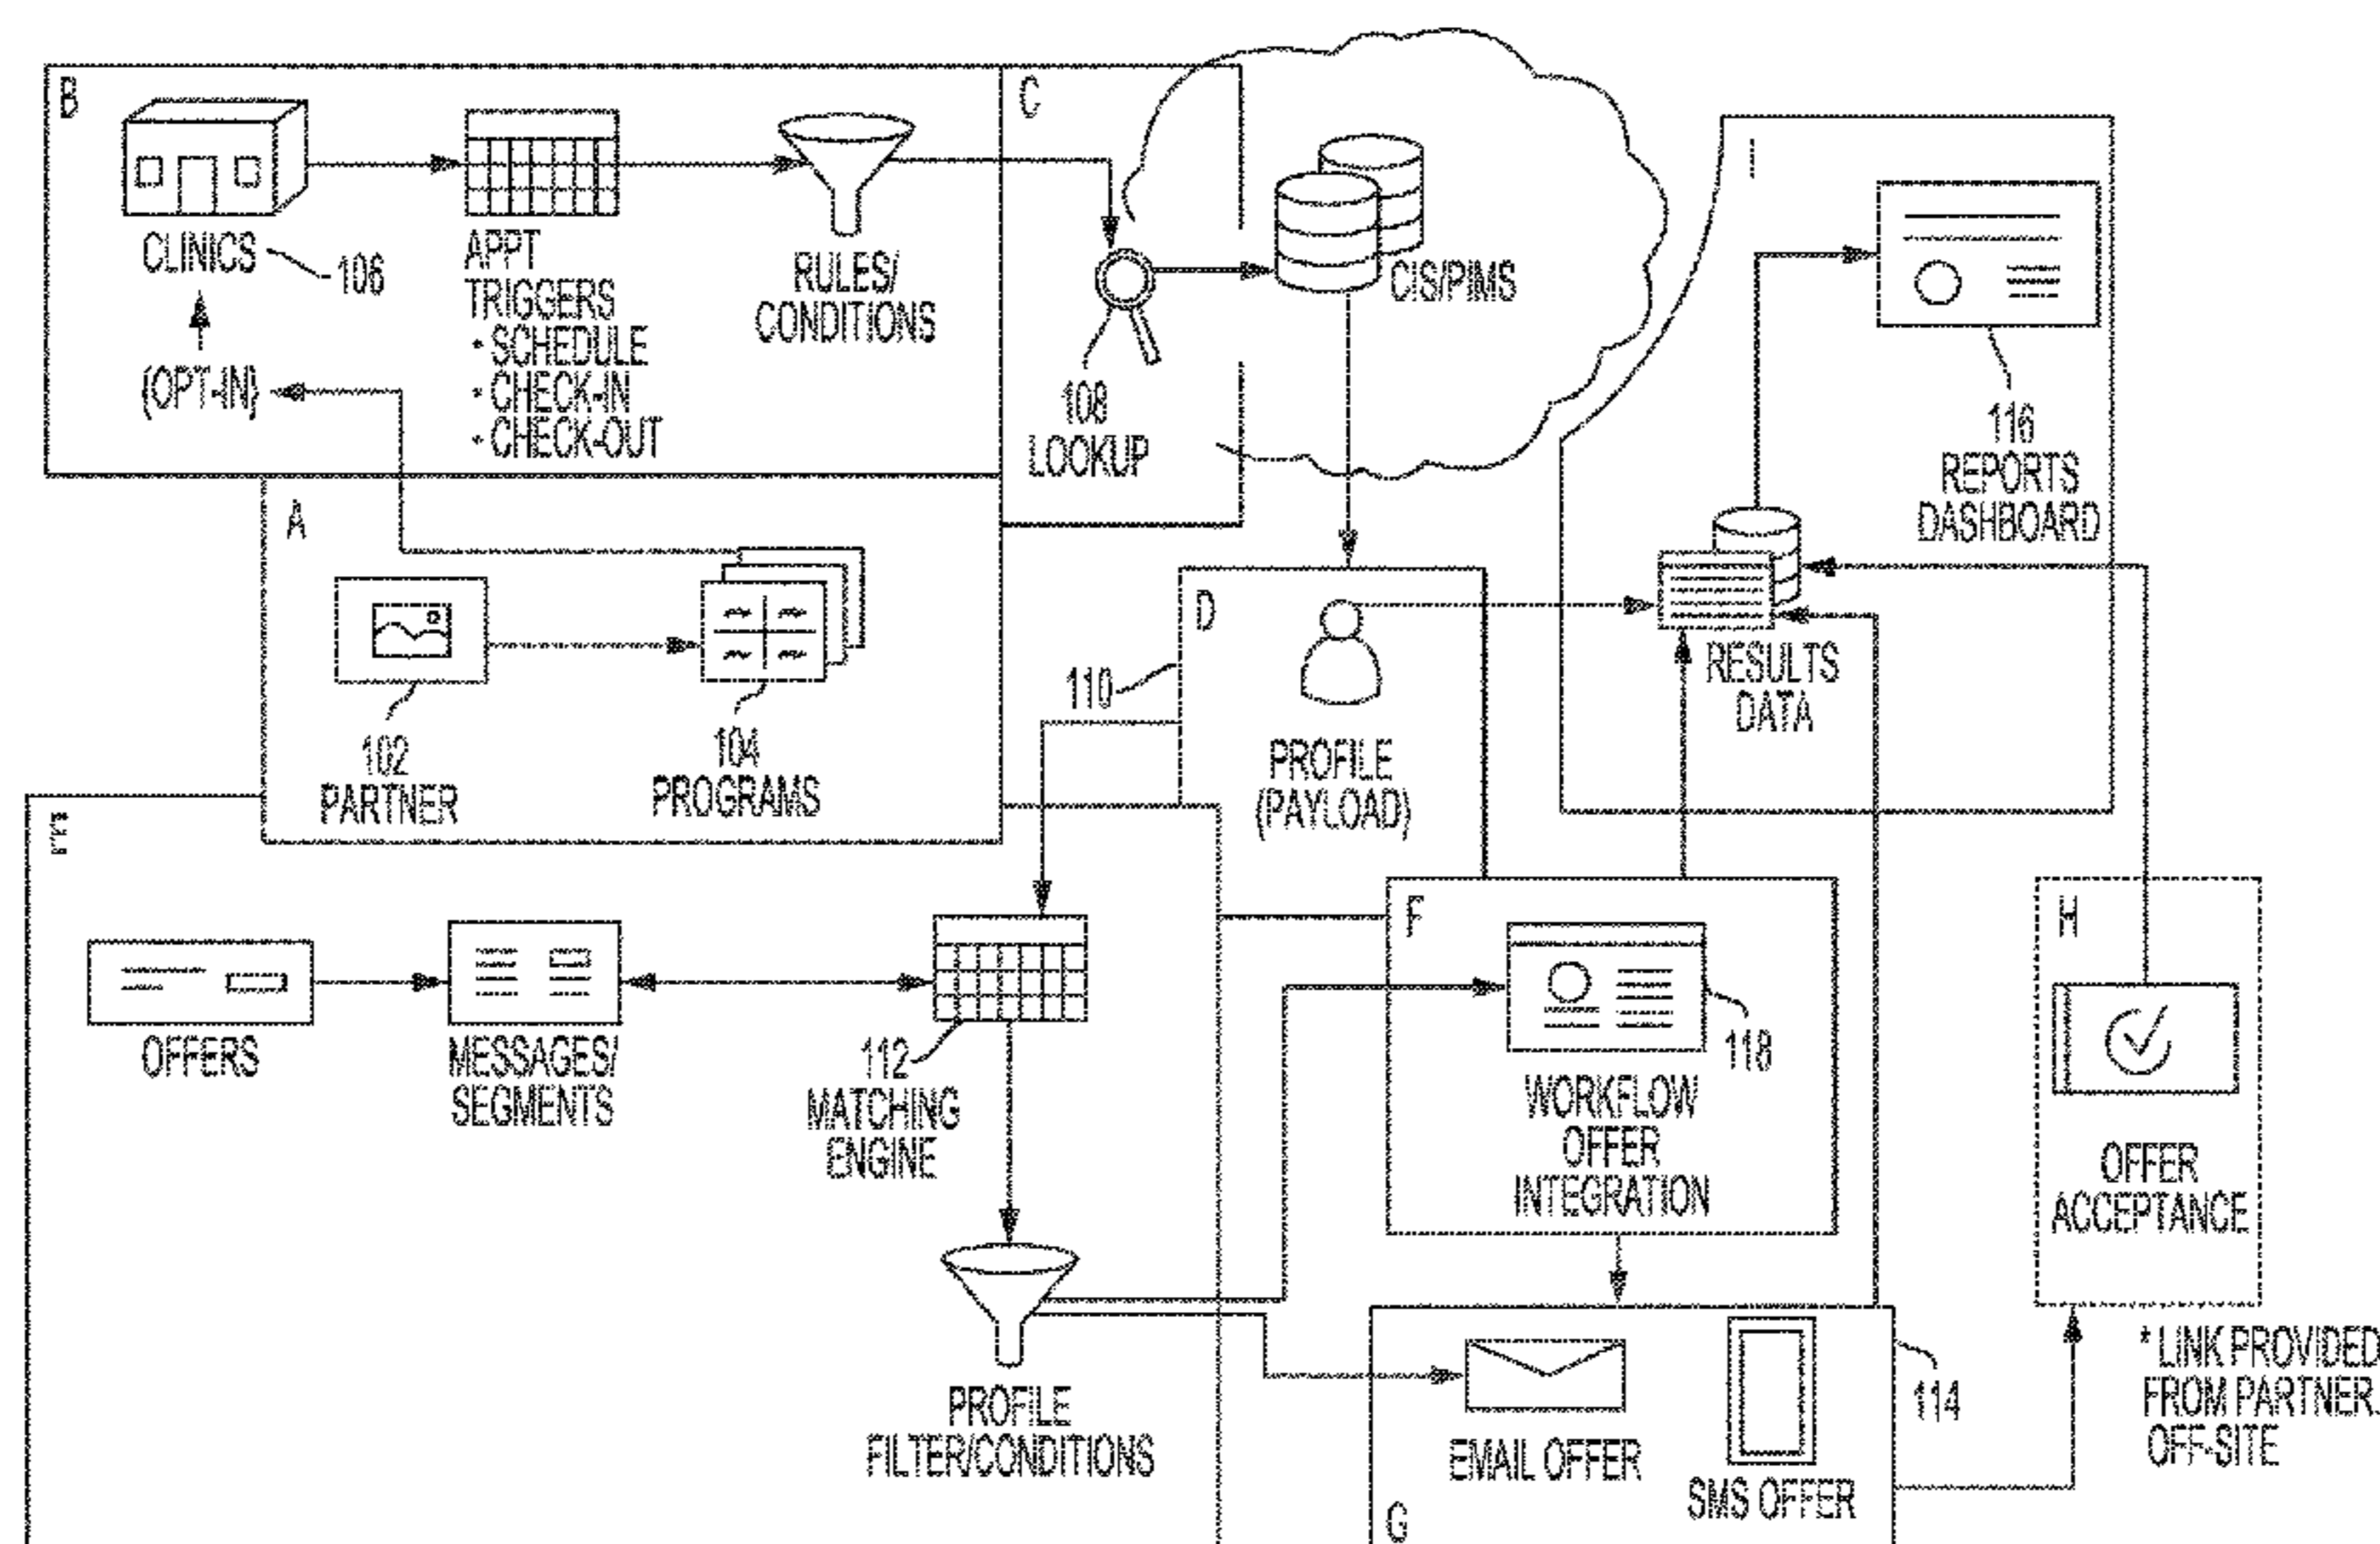 B
CLINICS
106
(OPT-IN)
APPT
TRIGGERS
* SCHEDULE
* CHECK-IN
* CHECK-OUT
RULES/
CONDITIONS
C
108
LOOKUP
CIS/PIMS
I
116
REPORTS
DASHBOARD
RESULTS
DATA
A
102
PARTNER
104
PROGRAMS
D
110
PROFILE
(PAYLOAD)
E
OFFERS
MESSAGES/
SEGMENTS
112
MATCHING
ENGINE
PROFILE
FILTER/CONDITIONS
F
118
WORKFLOW
OFFER
INTEGRATION
H
OFFER
ACCEPTANCE
* LINK PROVIDED
FROM PARTNER.
OFF-SITE
114
EMAIL OFFER
SMS OFFER
G